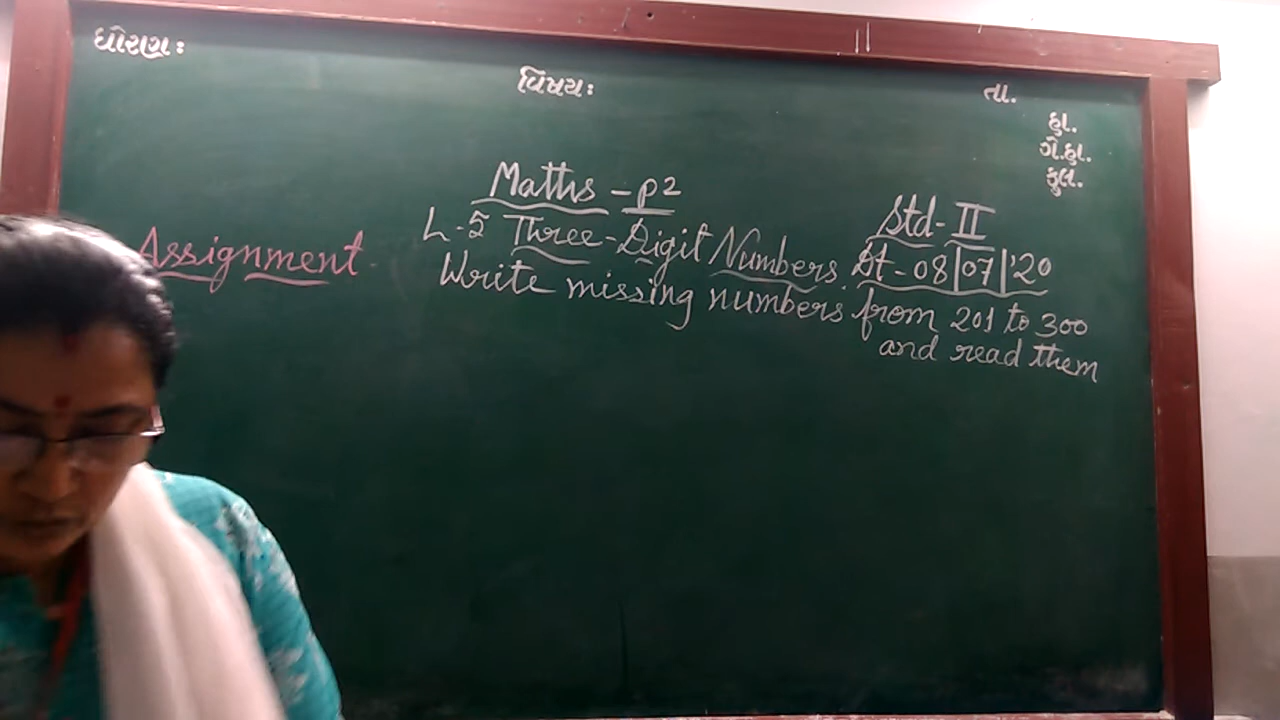 ધોરણ:
વિષય:
તા.
હા.
ગે.હા.
કુલ.
Maths - P2
Std - II
Assignment
L-2 Three-Digit Numbers. Dt - 08|07|'20
Write missing numbers from 201 to 300
and read them